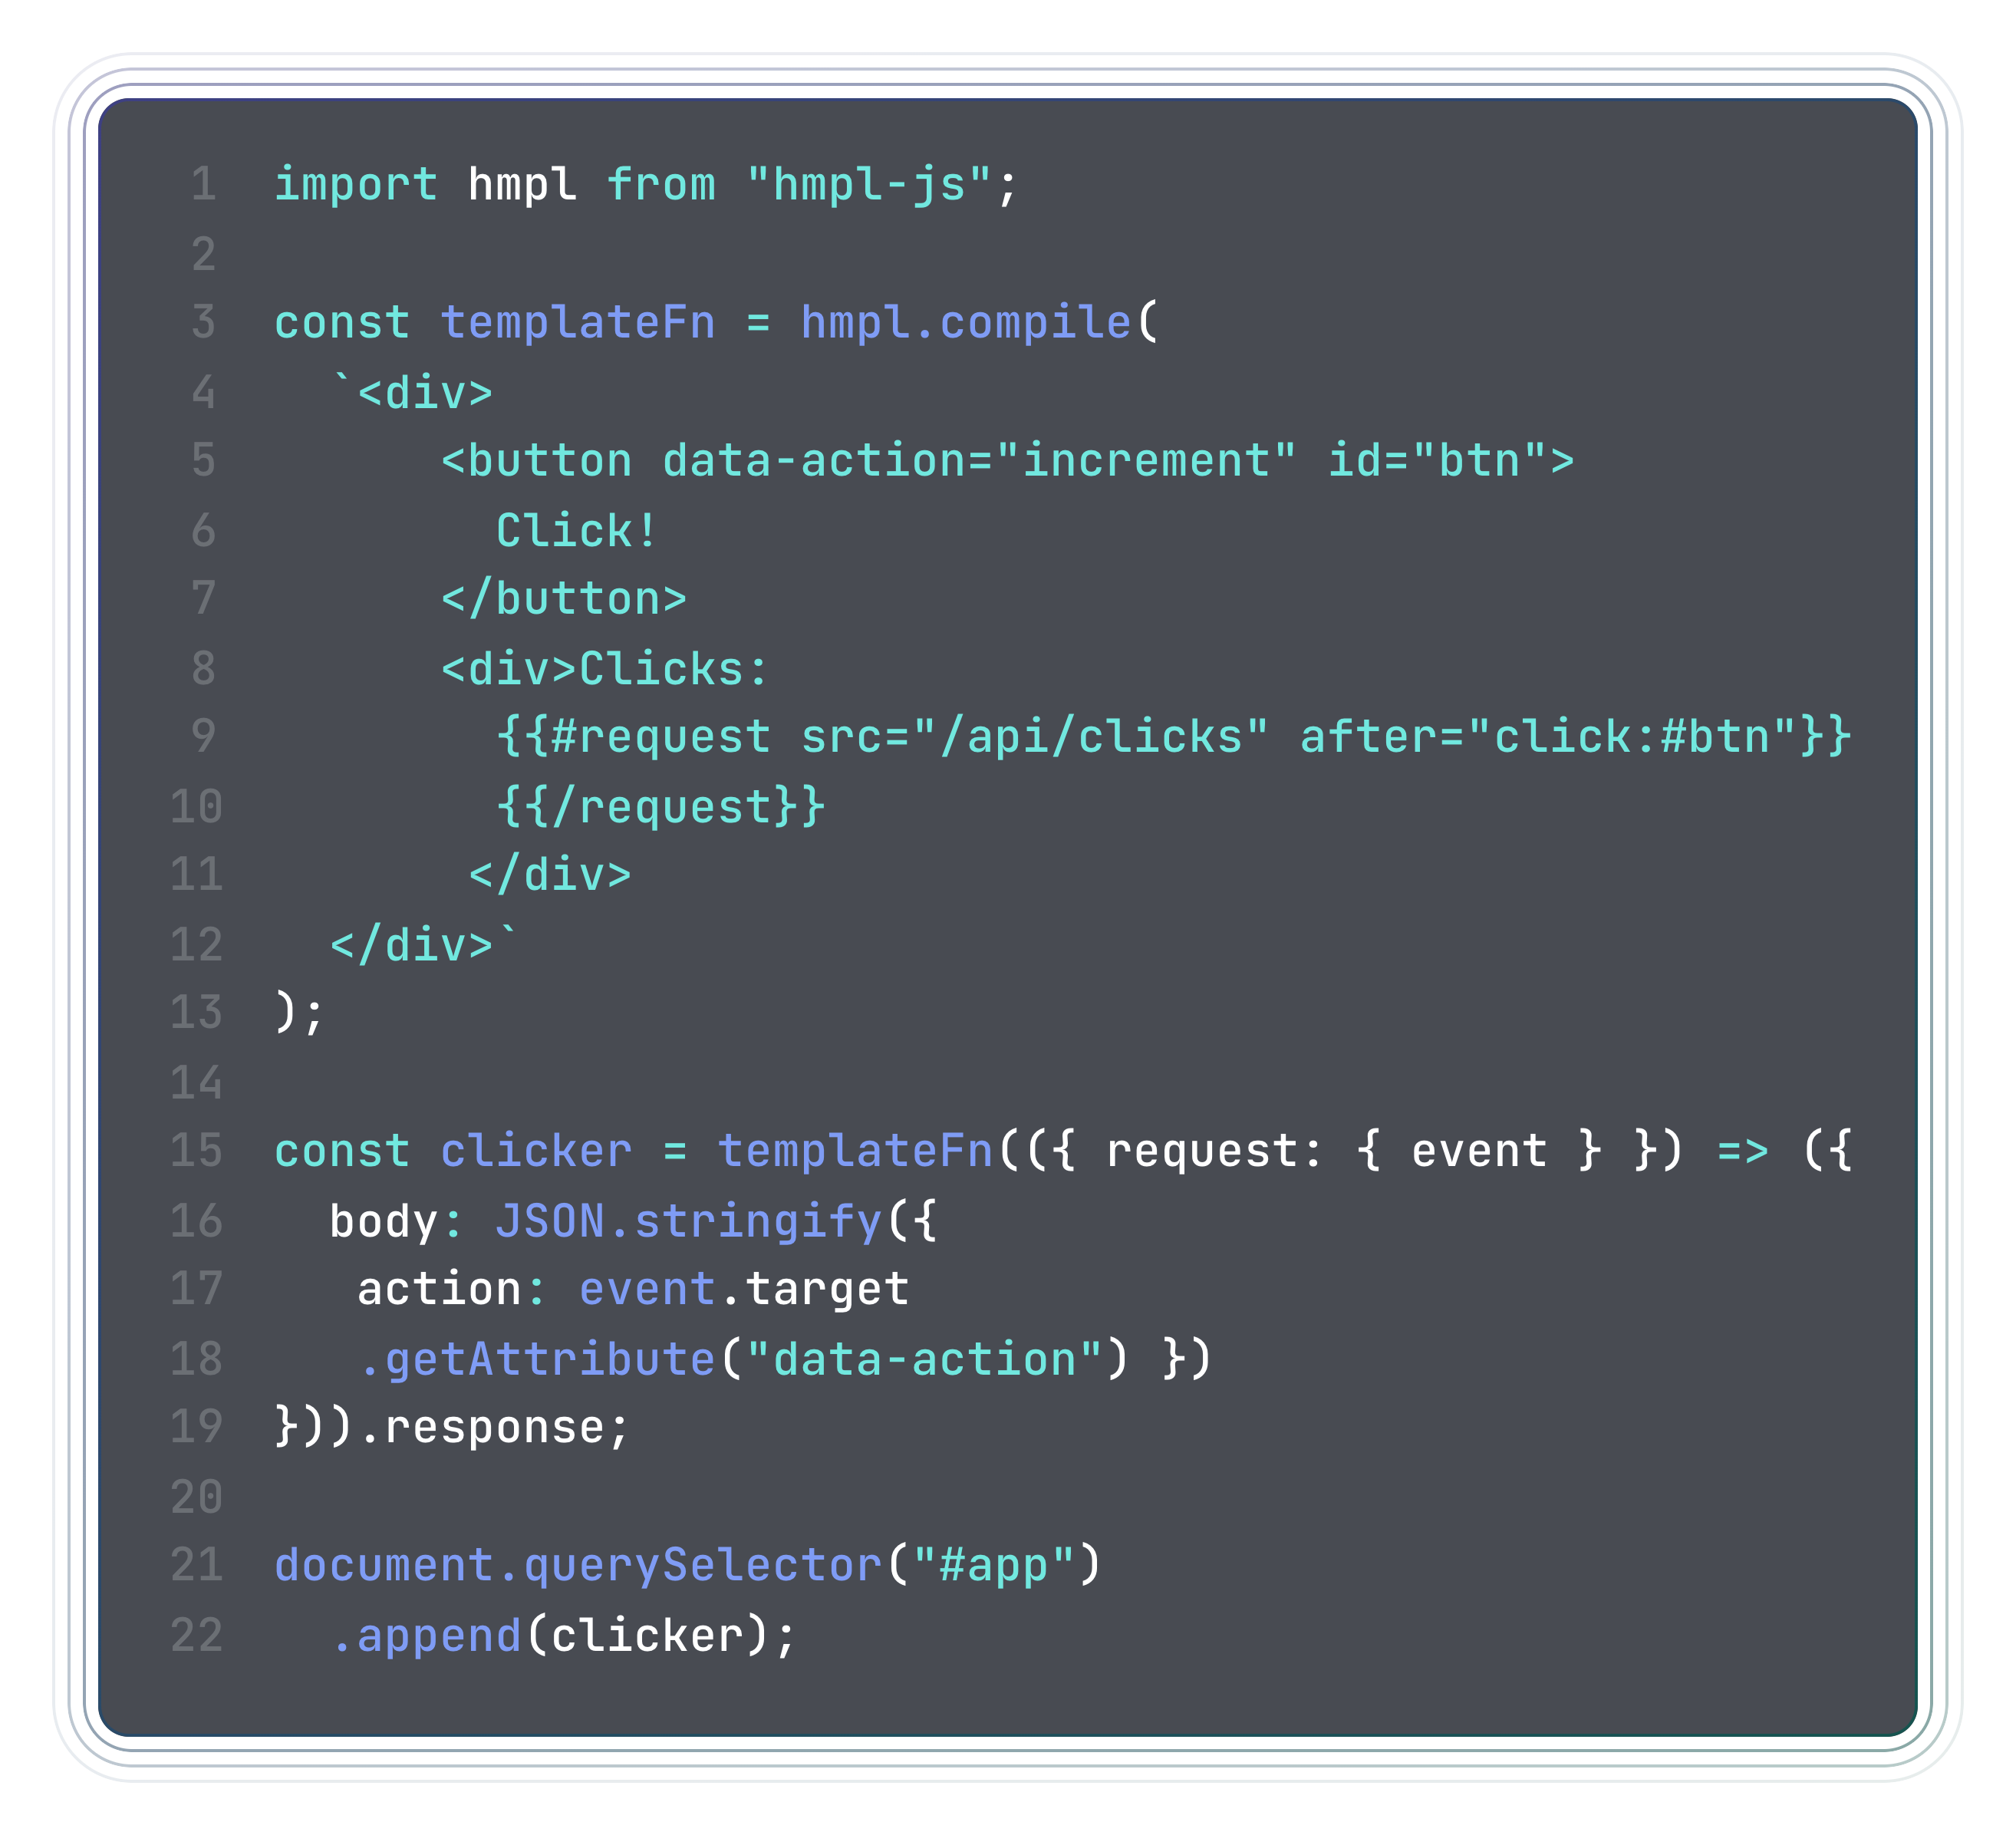 1 import hmpl from "hmpl-js";
2
3 const templateFn = hmpl.compile(
4   `<div>
5       <button data-action="increment" id="btn">
6         Click!
7       </button>
8       <div>Clicks:
9         {{#request src="/api/clicks" after="click:#btn"}}
10         {{/request}}
11        </div>
12   </div>`
13 );
14
15 const clicker = templateFn(({ request: { event } }) => ({
16   body: JSON.stringify({
17    action: event.target
18    .getAttribute("data-action") })
19 })).response;
20
21 document.querySelector("#app")
22   .append(clicker);